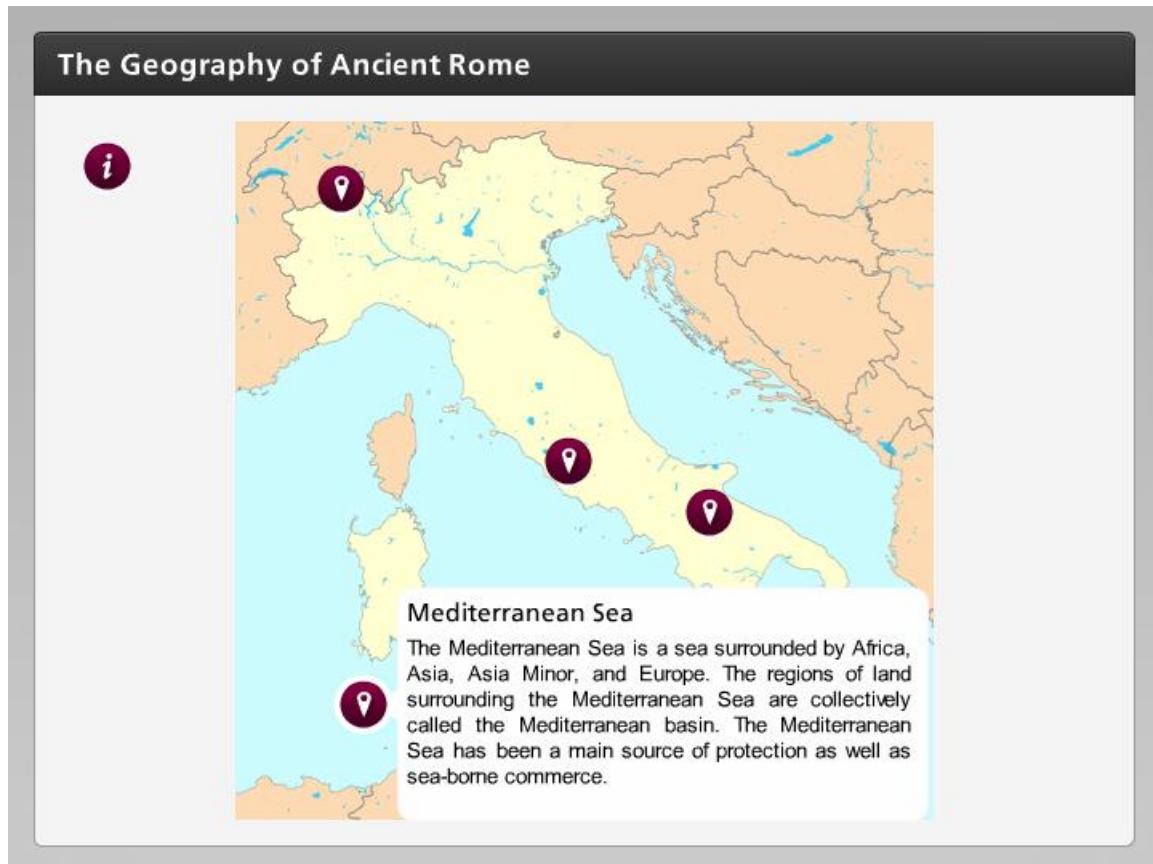 The Geography of Ancient Rome
i
Mediterranean Sea
The Mediterranean Sea is a sea surrounded by Africa,
Asia, Asia Minor, and Europe. The regions of land
surrounding the Mediterranean Sea are collectively
called the Mediterranean basin. The Mediterranean
Sea has been a main source of protection as well as
sea-borne commerce.